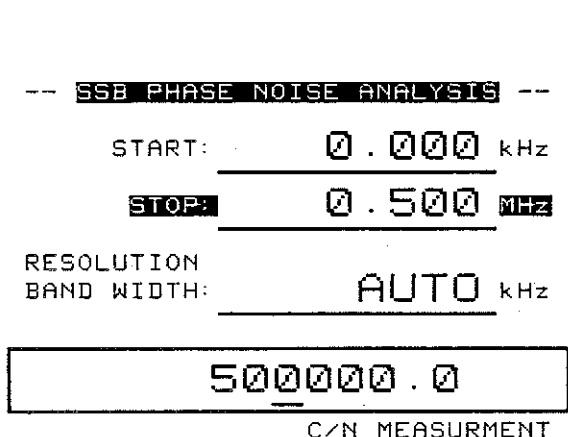 -- SSB PHASE NOISE ANALYSIS --
START: 0.000 kHz
STOP: 0.500 MHz
RESOLUTION
BAND WIDTH: AUTO kHz
500000.0
C/N MEASURMENT